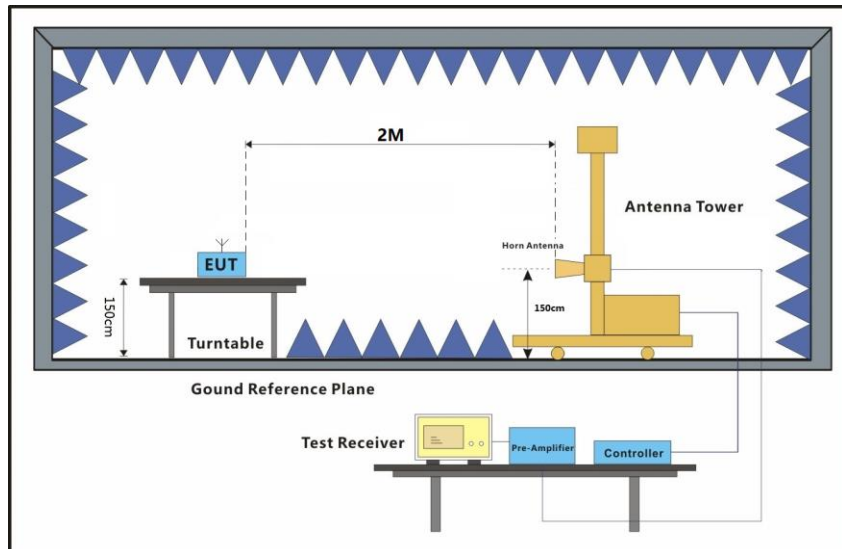 2M
Antenna Tower
Horn Antenna
EUT
150cm
150cm
Turntable
Gound Reference Plane
Test Receiver
Pre-Amplifier
Controller